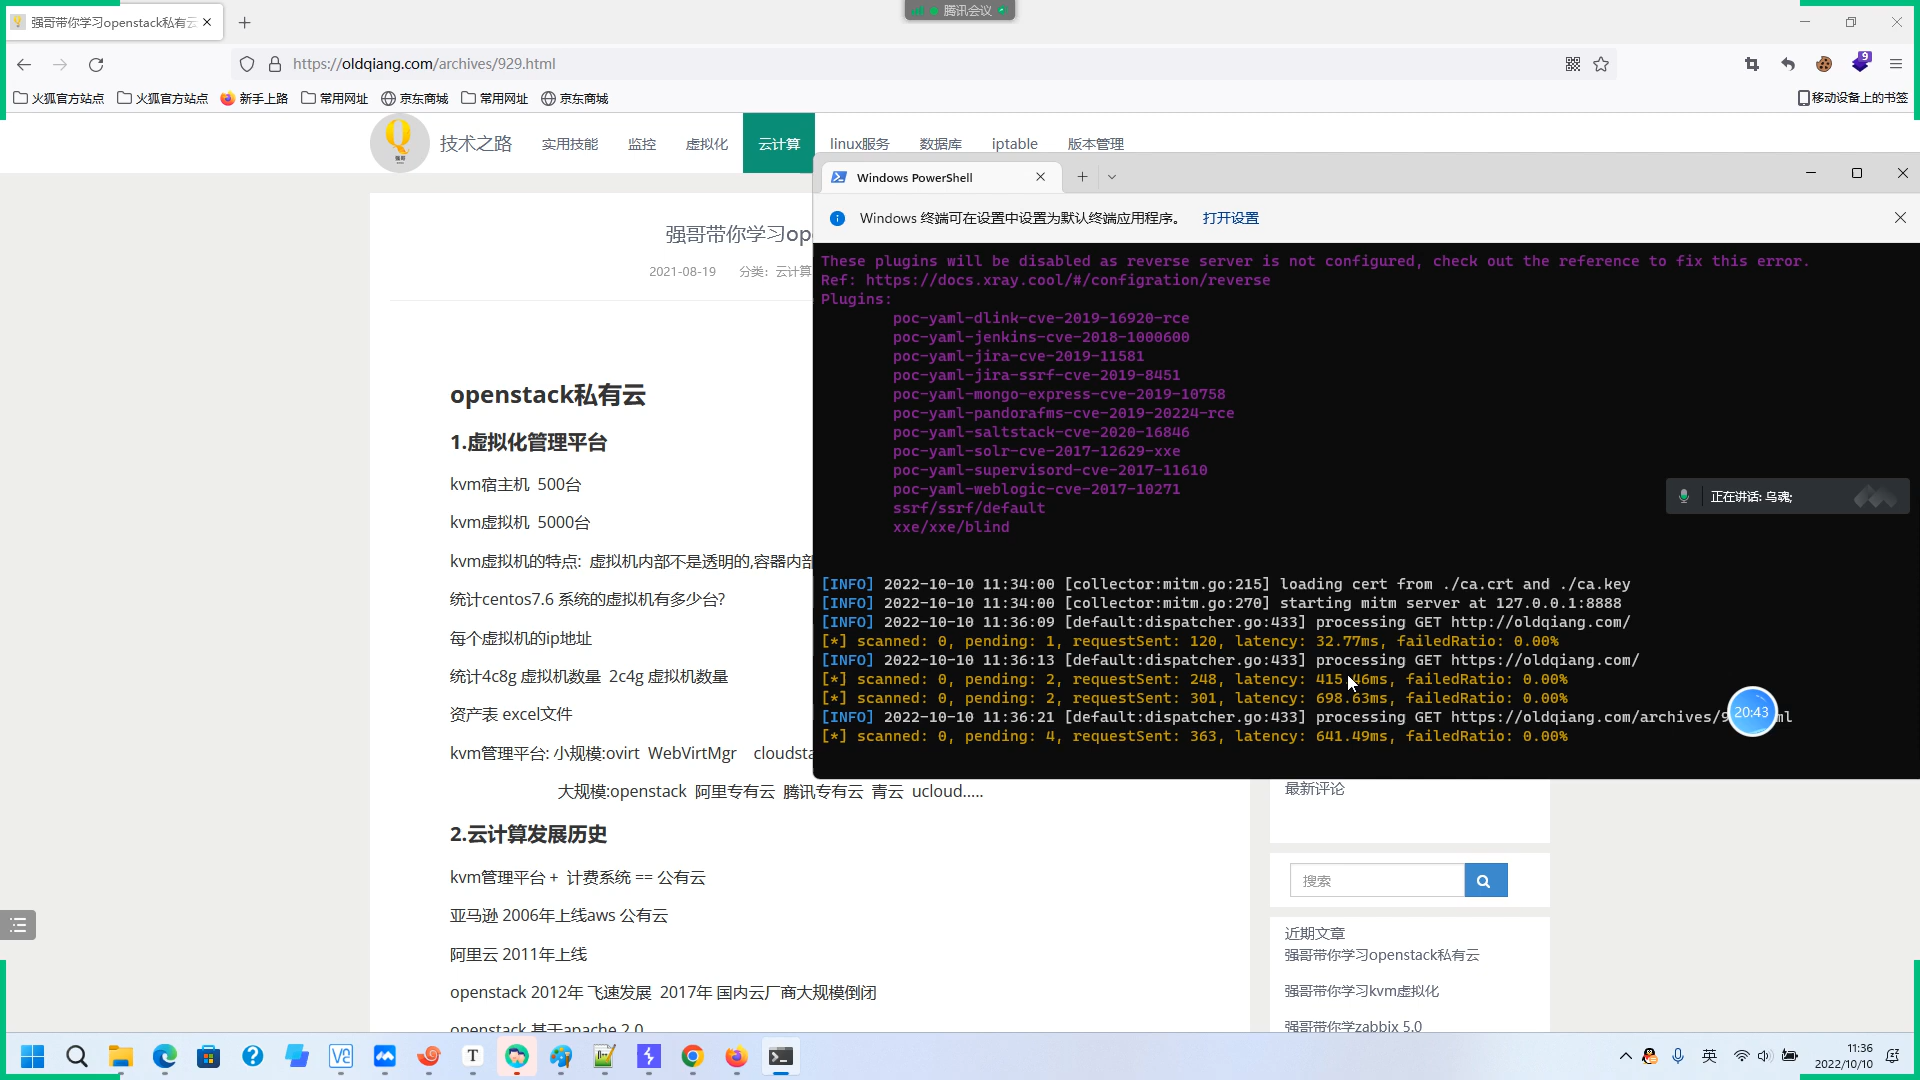 强哥带你学习openstack私有云
腾讯会议
https://oldqiang.com/archives/929.html
9
火狐官方站点
火狐官方站点
新手上路
常用网址
京东商城
常用网址
京东商城
移动设备上的书签
Q
强哥
技术之路
实用技能
监控
虚拟化
云计算
linux服务
数据库
iptable
版本管理
强哥带你学习op
2021-08-19 分类：云计算
openstack私有云
1.虚拟化管理平台
kvm宿主机 500台
kvm虚拟机 5000台
kvm虚拟机的特点: 虚拟机内部不是透明的,容器内部
统计centos7.6 系统的虚拟机有多少台?
每个虚拟机的ip地址
统计4c8g 虚拟机数量 2c4g 虚拟机数量
资产表 excel文件
kvm管理平台: 小规模:ovirt WebVirtMgr cloudsta
大规模:openstack 阿里专有云 腾讯专有云 青云 ucloud.....
2.云计算发展历史
kvm管理平台 + 计费系统 == 公有云
亚马逊 2006年上线aws 公有云
阿里云 2011年上线
openstack 2012年 飞速发展 2017年 国内云厂商大规模倒闭
openstack 基于apache 2.0
Windows PowerShell
Windows 终端可在设置中设置为默认终端应用程序。 打开设置
These plugins will be disabled as reverse server is not configured, check out the reference to fix this error.
Ref: https://docs.xray.cool/#/configration/reverse
Plugins:
poc-yaml-dlink-cve-2019-16920-rce
poc-yaml-jenkins-cve-2018-1000600
poc-yaml-jira-cve-2019-11581
poc-yaml-jira-ssrf-cve-2019-8451
poc-yaml-mongo-express-cve-2019-10758
poc-yaml-pandorafms-cve-2019-20224-rce
poc-yaml-saltstack-cve-2020-16846
poc-yaml-solr-cve-2017-12629-xxe
poc-yaml-supervisord-cve-2017-11610
poc-yaml-weblogic-cve-2017-10271
ssrf/ssrf/default
xxe/xxe/blind
正在讲话: 乌魂;
[INFO] 2022-10-10 11:34:00 [collector:mitm.go:215] loading cert from ./ca.crt and ./ca.key
[INFO] 2022-10-10 11:34:00 [collector:mitm.go:270] starting mitm server at 127.0.0.1:8888
[INFO] 2022-10-10 11:36:09 [default:dispatcher.go:433] processing GET http://oldqiang.com/
[*] scanned: 0, pending: 1, requestSent: 120, latency: 32.77ms, failedRatio: 0.00%
[INFO] 2022-10-10 11:36:13 [default:dispatcher.go:433] processing GET https://oldqiang.com/
[*] scanned: 0, pending: 2, requestSent: 248, latency: 415.46ms, failedRatio: 0.00%
[*] scanned: 0, pending: 2, requestSent: 301, latency: 698.63ms, failedRatio: 0.00%
[INFO] 2022-10-10 11:36:21 [default:dispatcher.go:433] processing GET https://oldqiang.com/archives/9 ml
[*] scanned: 0, pending: 4, requestSent: 363, latency: 641.49ms, failedRatio: 0.00%
20:43
最新评论
搜索
近期文章
强哥带你学习openstack私有云
强哥带你学习kvm虚拟化
强哥带你学zabbix 5.0
英
11:36
2022/10/10